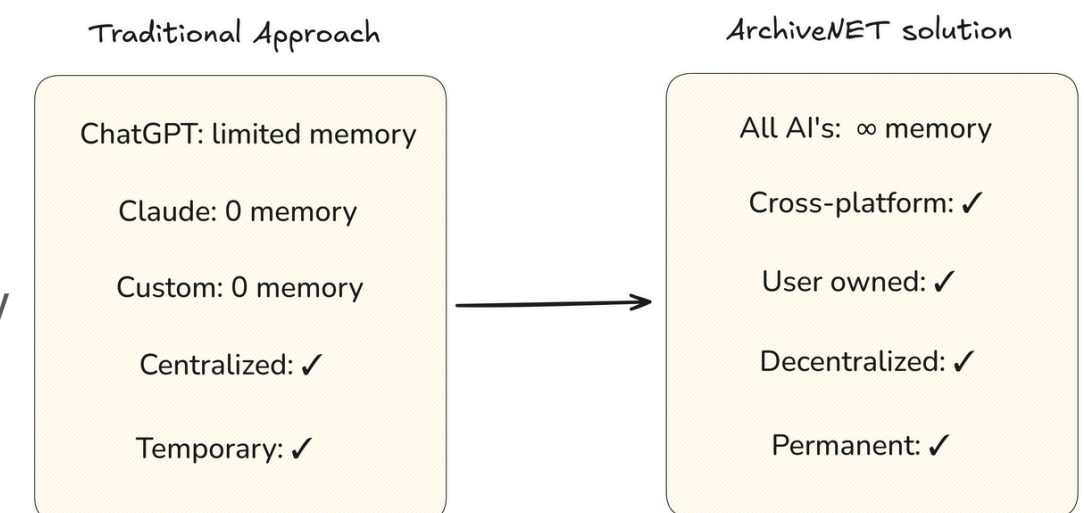 Traditional Approach
ChatGPT: limited memory
Claude: 0 memory
Custom: 0 memory
Centralized: ✓
Temporary: ✓
ArchiveNET solution
All AI's: ∞ memory
Cross-platform: ✓
User owned: ✓
Decentralized: ✓
Permanent: ✓